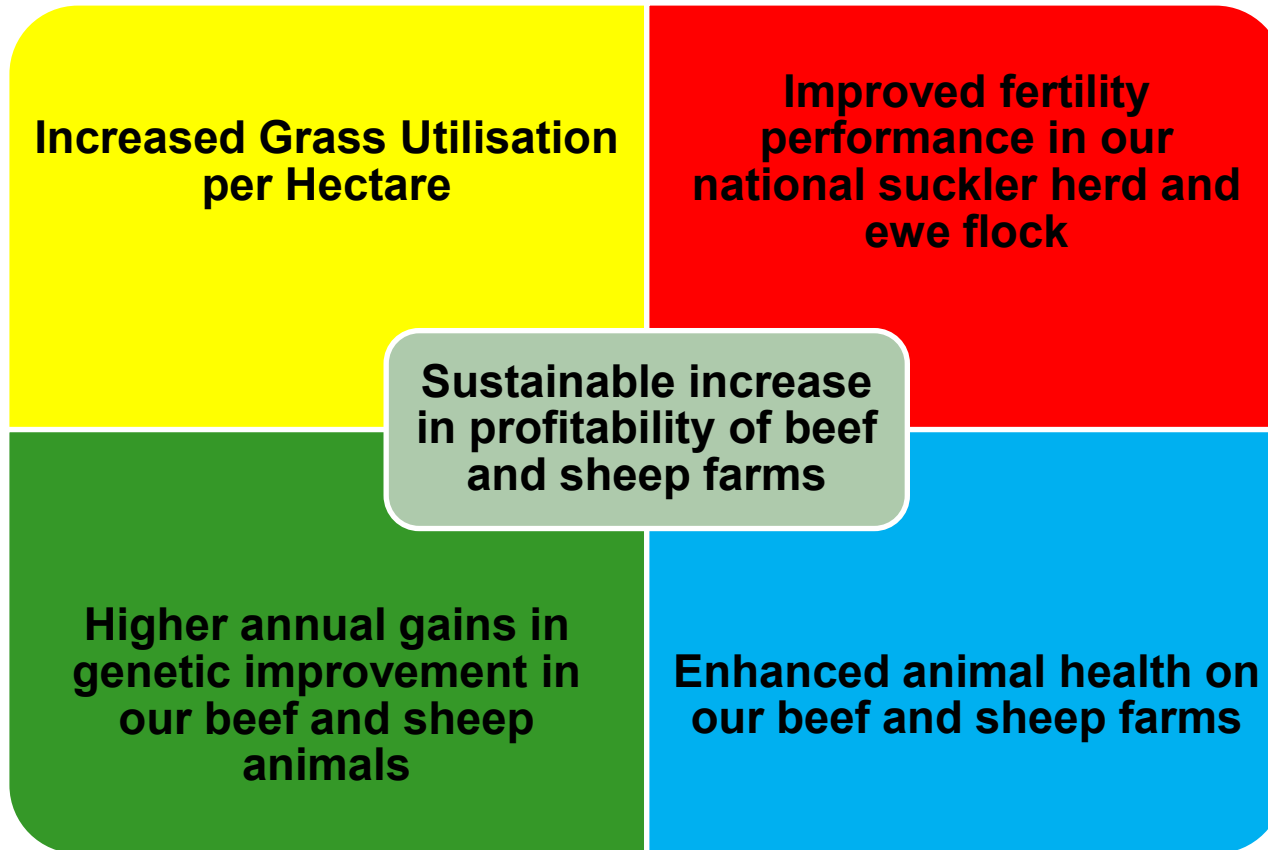 Increased Grass Utilisation
per Hectare
Improved fertility
performance in our
national suckler herd and
ewe flock
Sustainable increase
in profitability of beef
and sheep farms
Higher annual gains in
genetic improvement in
our beef and sheep
animals
Enhanced animal health on
our beef and sheep farms